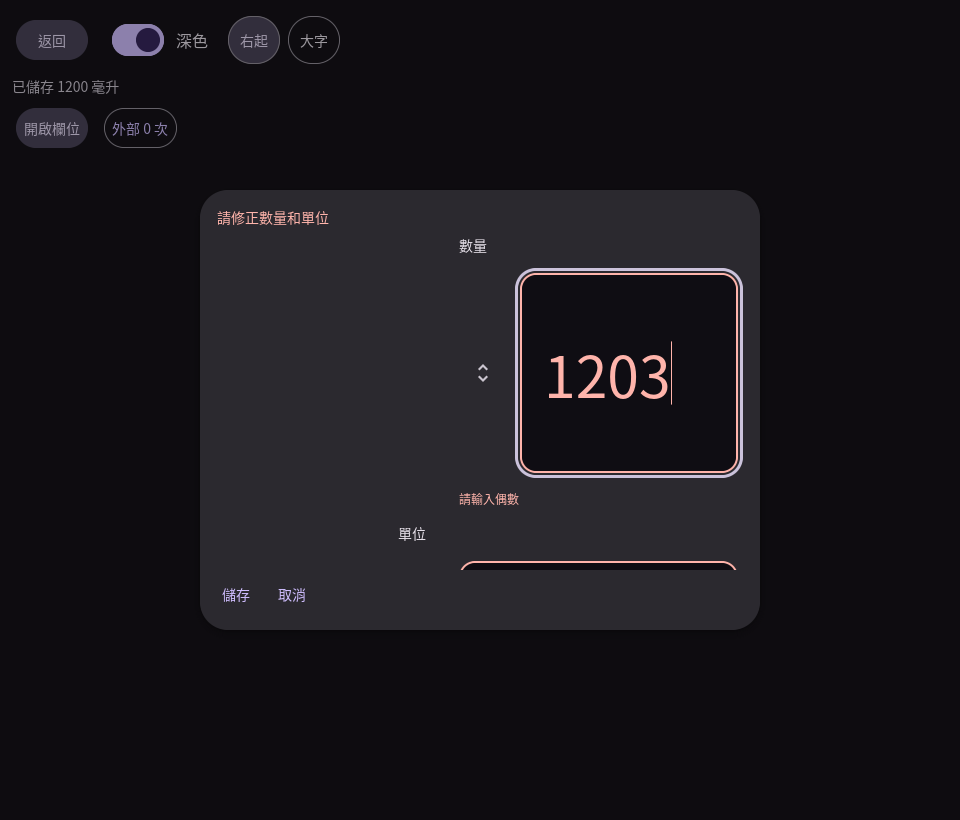 返回 深色 右起 大字
已儲存 1200 毫升
開啟欄位 外部 0 次
請修正數量和單位
數量
1203
請輸入偶數
單位
儲存 取消